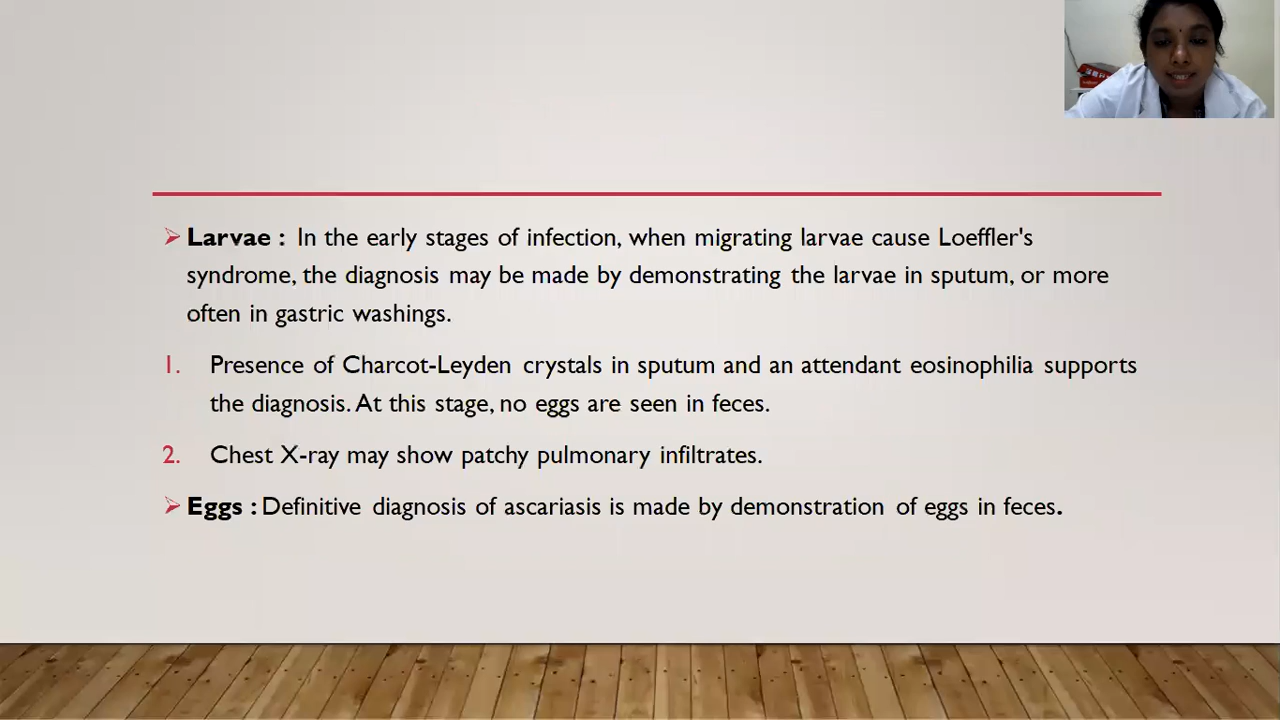 ➢ Larvae : In the early stages of infection, when migrating larvae cause Loeffler's
syndrome, the diagnosis may be made by demonstrating the larvae in sputum, or more
often in gastric washings.
1. Presence of Charcot-Leyden crystals in sputum and an attendant eosinophilia supports
the diagnosis. At this stage, no eggs are seen in feces.
2. Chest X-ray may show patchy pulmonary infiltrates.
➢ Eggs : Definitive diagnosis of ascariasis is made by demonstration of eggs in feces.